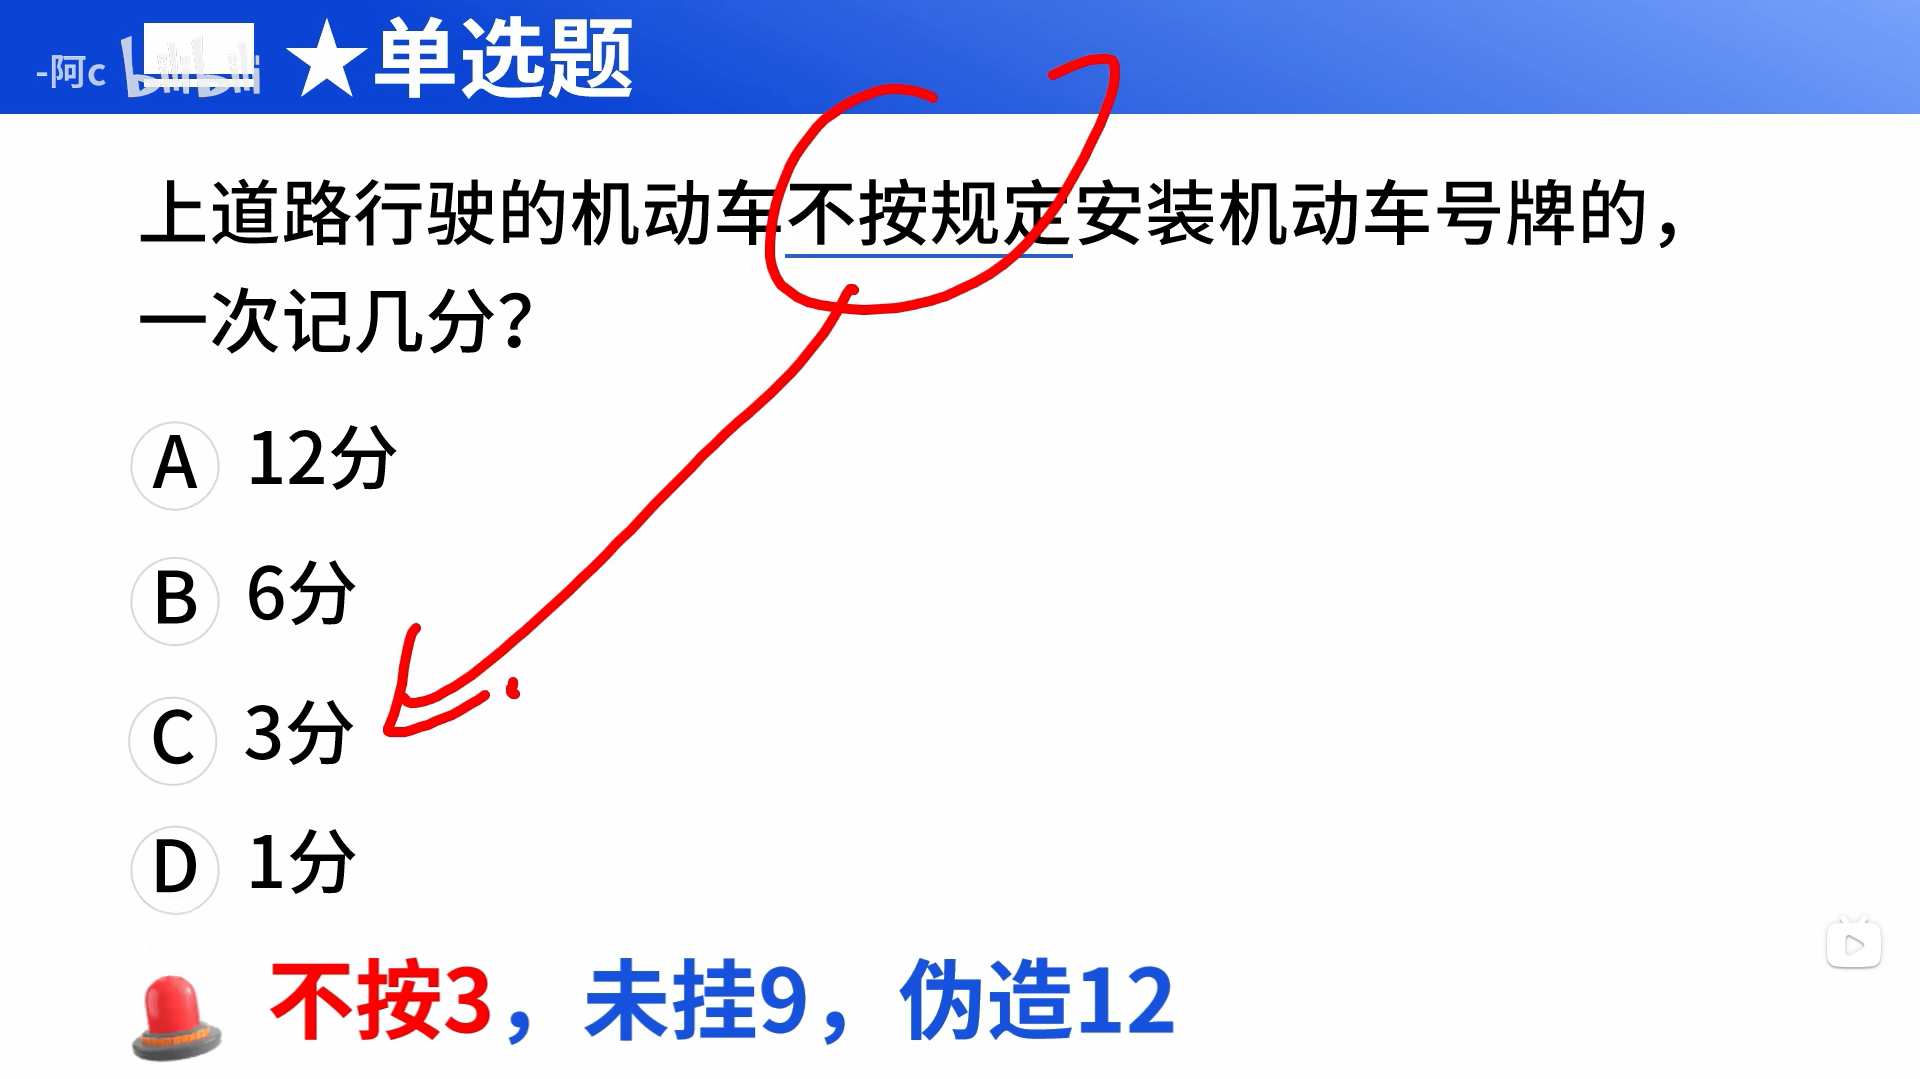 -阿c bilibili ★单选题
上道路行驶的机动车不按规定安装机动车号牌的，
一次记几分？
A 12分
B 6分
C 3分
D 1分
不按3，未挂9，伪造12